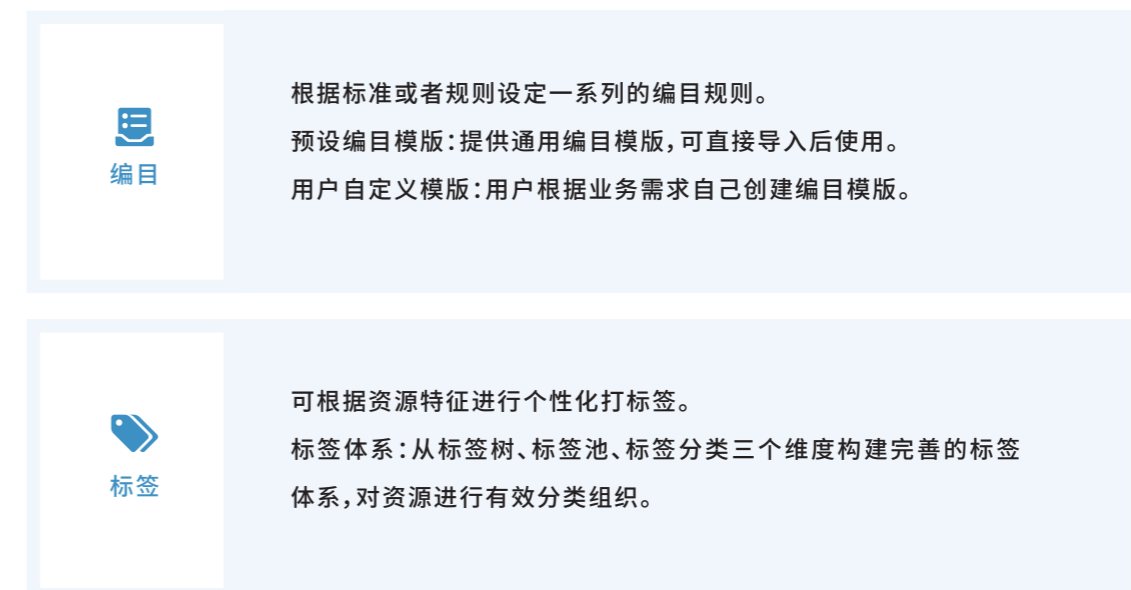 编目
根据标准或者规则设定一系列的编目规则。
预设编目模版：提供通用编目模版，可直接导入后使用。
用户自定义模版：用户根据业务需求自己创建编目模版。
标签
可根据资源特征进行个性化打标签。
标签体系：从标签树、标签池、标签分类三个维度构建完善的标签
体系，对资源进行有效分类组织。